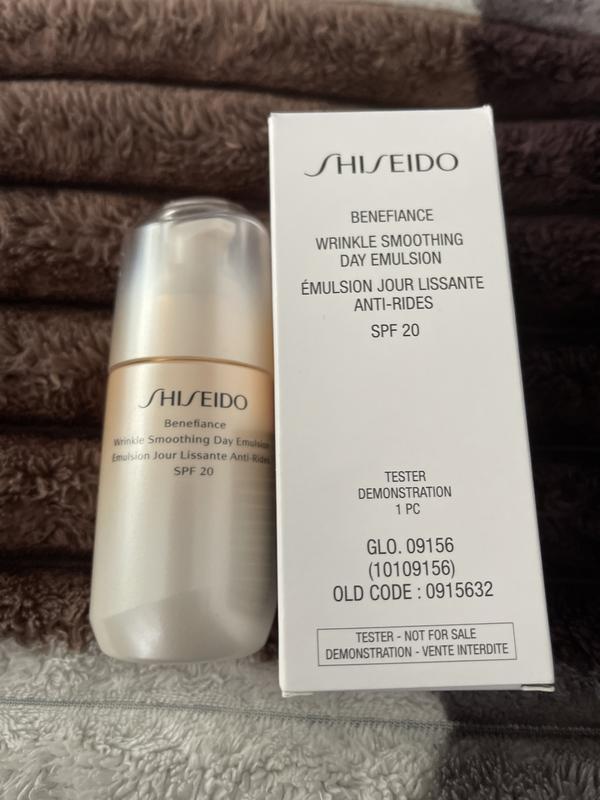 SHISEIDO
Benefiance
Wrinkle Smoothing Day Emulsion
Emulsion Jour Lissante Anti-Rides
SPF 20
SHISEIDO
BENEFIANCE
WRINKLE SMOOTHING
DAY EMULSION
ÉMULSION JOUR LISSANTE
ANTI-RIDES
SPF 20
TESTER
DEMONSTRATION
1 PC
GLO. 09156
(10109156)
OLD CODE : 0915632
TESTER - NOT FOR SALE
DEMONSTRATION - VENTE INTERDITE